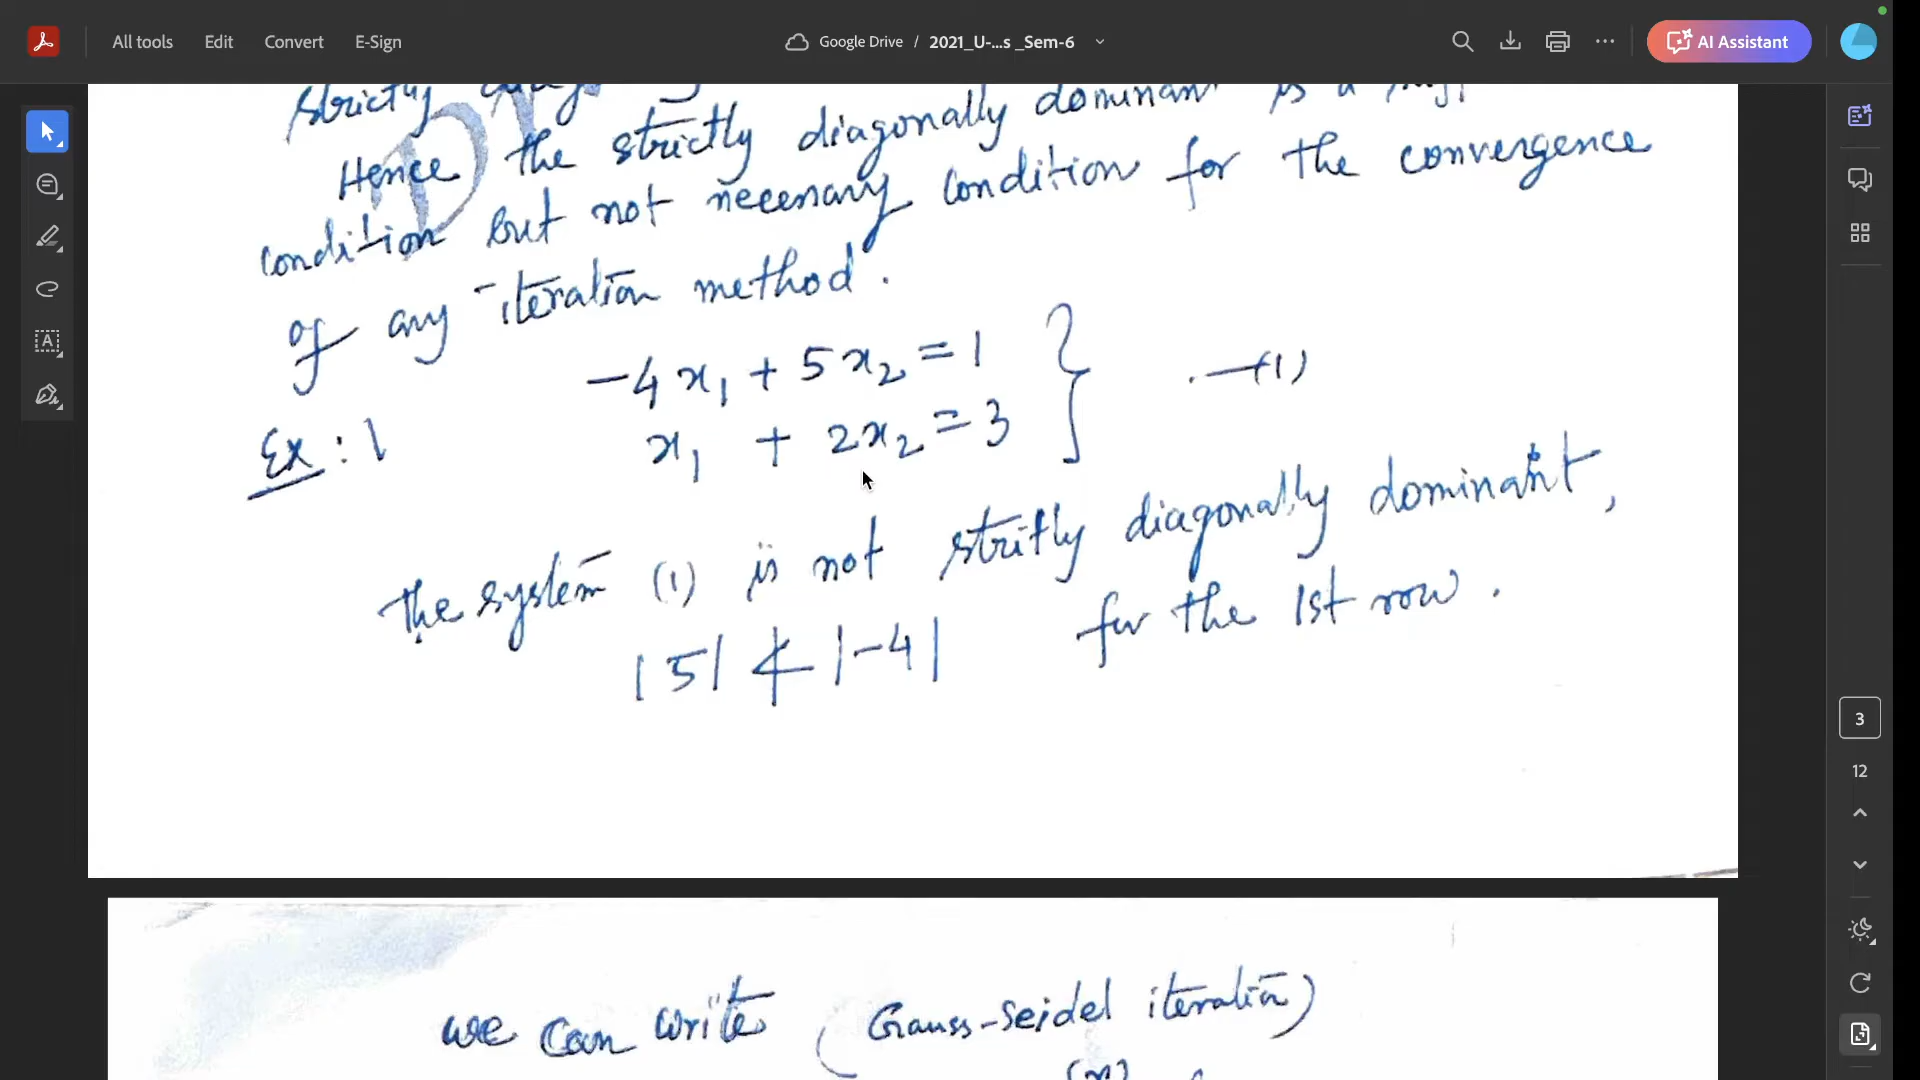 All tools Edit Convert E-Sign Google Drive / 2021_U-...s _Sem-6 AI Assistant
strictly
Hence the strictly diagonally dominant is a
condition but not necessary condition for the convergence
of any iteration method.
Ex: 1 -4x₁ + 5x₂ = 1
x₁ + 2x₂ = 3 } —(1)
the system (1) is not strictly diagonally dominant,
|5| ≮ |-4| for the 1st row.
we can write (Gauss-Seidel iteration)
(n)
3
12